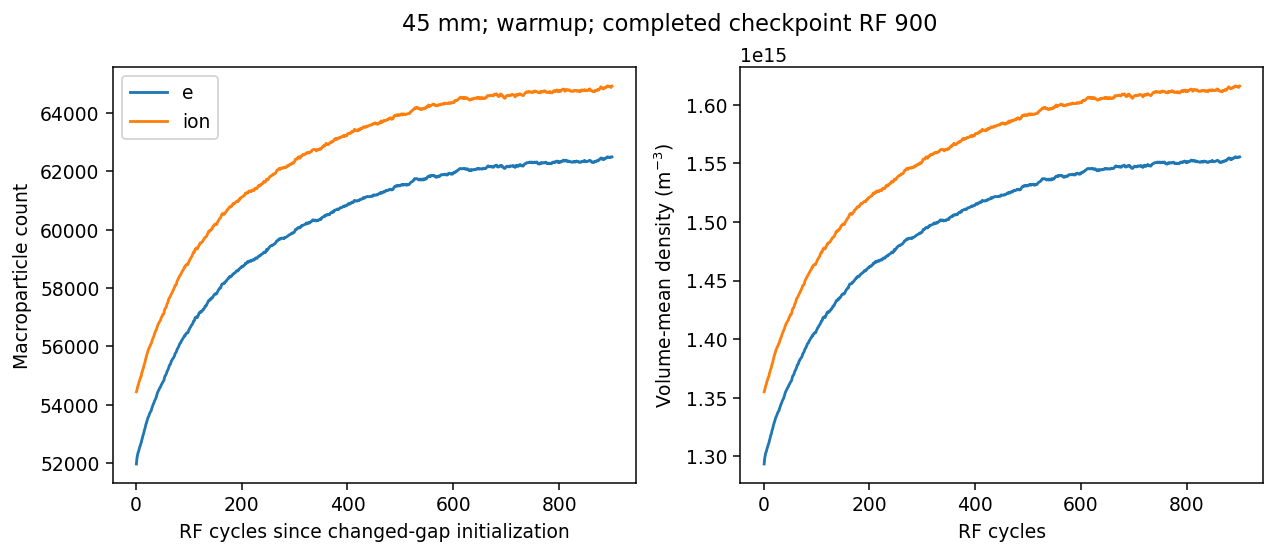 45 mm; warmup; completed checkpoint RF 900
e
ion
Macroparticle count
64000
62000
60000
58000
56000
54000
52000
0 200 400 600 800
RF cycles since changed-gap initialization
1e15
Volume-mean density (m⁻³)
1.60
1.55
1.50
1.45
1.40
1.35
1.30
0 200 400 600 800
RF cycles